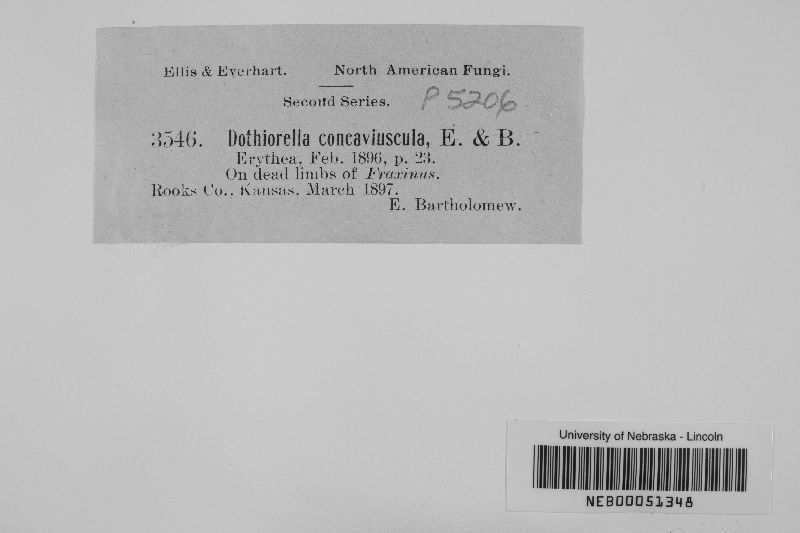 Ellis & Everhart. North American Fungi.
Second Series. P 5206
3546. Dothiorella concaviuscula, E. & B.
Erythea, Feb. 1896, p. 23.
On dead limbs of Fraxinus.
Rooks Co., Kansas, March 1897.
E. Bartholomew.
University of Nebraska - Lincoln
NEB00051348